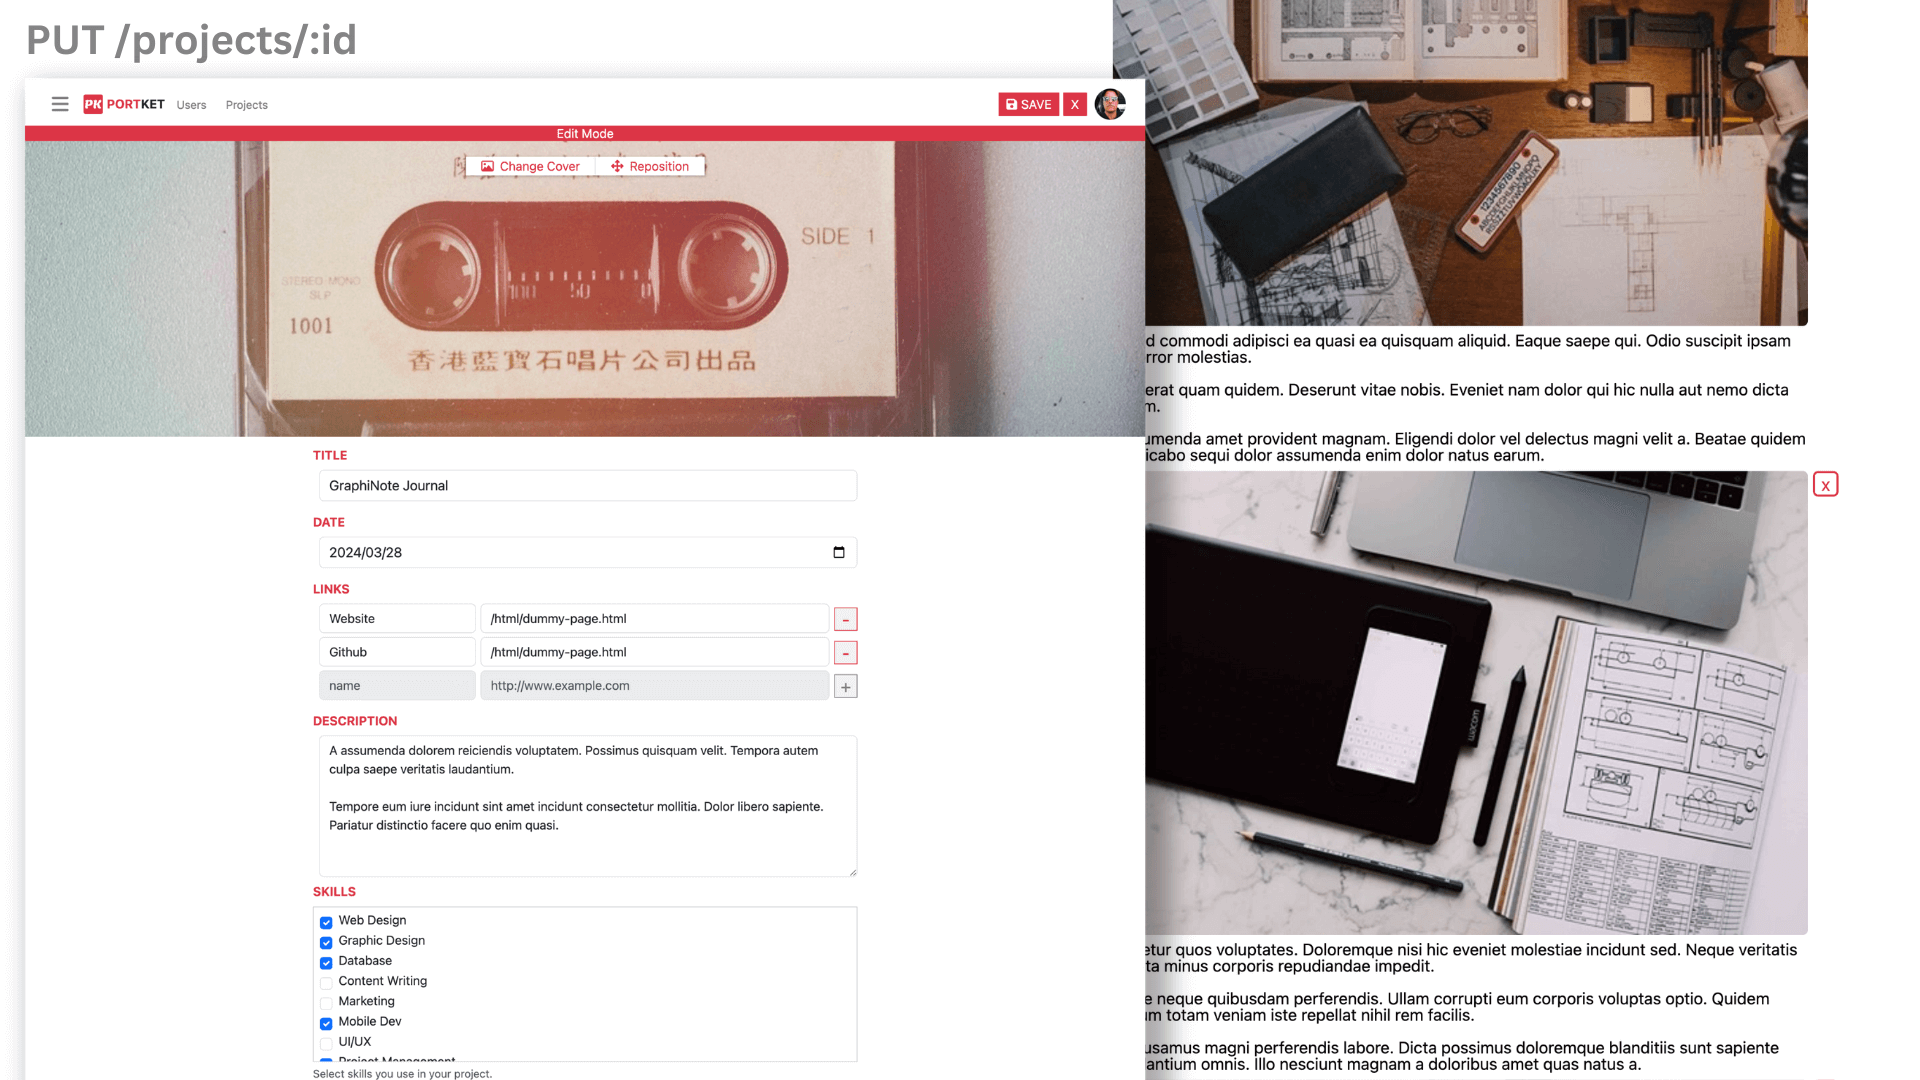 PUT /projects/:id
PK PORTKET
Users
Projects
SAVE
X
Edit Mode
Change Cover
Reposition
SIDE 1
STEREO-MONO
SLP
1001
100 50 0
香港藍寶石唱片公司出品
TITLE
GraphiNote Journal
DATE
2024/03/28
LINKS
Website
/html/dummy-page.html
-
Github
/html/dummy-page.html
-
name
http://www.example.com
+
DESCRIPTION
A assumenda dolorem reiciendis voluptatem. Possimus quisquam velit. Tempora autem
culpa saepe veritatis laudantium.
Tempore eum iure incidunt sint amet incidunt consectetur mollitia. Dolor libero sapiente.
Pariatur distinctio facere quo enim quasi.
SKILLS
Web Design
Graphic Design
Database
Content Writing
Marketing
Mobile Dev
UI/UX
Project Management
Select skills you use in your project.
1234567890
d commodi adipisci ea quasi ea quisquam aliquid. Eaque saepe qui. Odio suscipit ipsam
rror molestias.
erat quam quidem. Deserunt vitae nobis. Eveniet nam dolor qui hic nulla aut nemo dicta
m.
umenda amet provident magnam. Eligendi dolor vel delectus magni velit a. Beatae quidem
icabo sequi dolor assumenda enim dolor natus earum.
X
wacom
etur quos voluptates. Doloremque nisi hic eveniet molestiae incidunt sed. Neque veritatis
ta minus corporis repudiandae impedit.
e neque quibusdam perferendis. Ullam corrupti eum corporis voluptas optio. Quidem
um totam veniam iste repellat nihil rem facilis.
usamus magni perferendis labore. Dicta possimus doloremque blanditiis sunt sapiente
antium omnis. Illo nesciunt magnam a doloribus amet quas natus a.